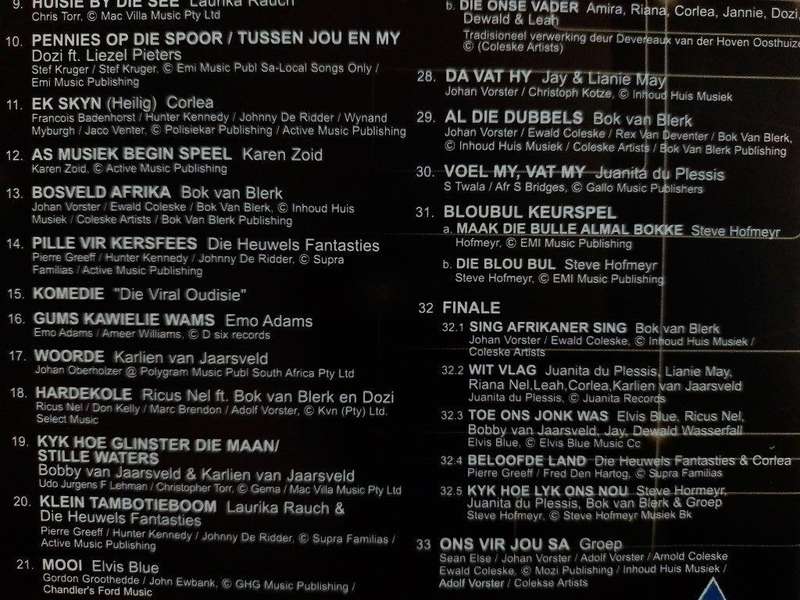 9. HUISIE BY DIE SEE Laurika Rauch
Chris Torr, © Mac Villa Music Pty Ltd
10. PENNIES OP DIE SPOOR / TUSSEN JOU EN MY
Dozi ft. Liezel Pieters
Stef Kruger / Stef Kruger, © Emi Music Publ Sa-Local Songs Only /
Emi Music Publishing
11. EK SKYN (Heilig) Corlea
Francois Badenhorst / Hunter Kennedy / Johnny De Ridder / Wynand
Myburgh / Jaco Venter, © Polisiekar Publishing / Active Music Publishing
12. AS MUSIEK BEGIN SPEEL Karen Zoid
Karen Zoid, © Active Music Publishing
13. BOSVELD AFRIKA Bok van Blerk
Johan Vorster / Ewald Coleske / Bok Van Blerk, © Inhoud Huis
Musiek / Coleske Artists / Bok Van Blerk Publishing
14. PILLE VIR KERSFEES Die Heuwels Fantasties
Pierre Greeff / Hunter Kennedy / Johnny De Ridder, © Supra
Familias / Active Music Publishing
15. KOMEDIE "Die Viral Oudisie"
16. GUMS KAWIELIE WAMS Emo Adams
Emo Adams / Ameer Williams, © D six records
17. WOORDE Karlien van Jaarsveld
Johan Oberholzer @ Polygram Music Publ South Africa Pty Ltd
18. HARDEKOLE Ricus Nel ft. Bok van Blerk en Dozi
Ricus Nel / Don Kelly / Marc Brendon / Adolf Vorster, © Kvn (Pty) Ltd.
Select Music
19. KYK HOE GLINSTER DIE MAAN/
STILLE WATERS
Bobby van Jaarsveld & Karlien van Jaarsveld
Udo Jurgens F Lehman / Christopher Torr, © Gema / Mac Villa Music Pty Ltd
20. KLEIN TAMBOTIEBOOM Laurika Rauch &
Die Heuwels Fantasties
Pierre Greeff / Hunter Kennedy / Johnny De Ridder, © Supra Familias /
Active Music Publishing
21. MOOI Elvis Blue
Gordon Groothedde / John Ewbank, © GHG Music Publishing /
Chandler's Ford Music
b. DIE ONSE VADER Amira, Riana, Corlea, Jannie, Dozi,
Dewald & Leah
Tradisioneel verwerking deur Devereaux van der Hoven Oosthuize
© (Coleske Artists)
28. DA VAT HY Jay & Lianie May
Johan Vorster / Christoph Kotze, © Inhoud Huis Musiek
29. AL DIE DUBBELS Bok van Blerk
Johan Vorster / Ewald Coleske / Rex Van Deventer / Bok Van Blerk,
© Inhoud Huis Musiek / Coleske Artists / Bok Van Blerk Publishing
30. VOEL MY, VAT MY Juanita du Plessis
S Twala / Afr S Bridges, © Gallo Music Publishers
31. BLOUBUL KEURSPEL
a. MAAK DIE BULLE ALMAL BOKKE Steve Hofmeyr
Hofmeyr, © EMI Music Publishing
b. DIE BLOU BUL Steve Hofmeyr
Steve Hofmeyr, © EMI Music Publishing
32 FINALE
32.1 SING AFRIKANER SING Bok van Blerk
Johan Vorster / Ewald Coleske, © Inhoud Huis Musiek /
Coleske Artists
32.2 WIT VLAG Juanita du Plessis, Lianie May,
Riana Nel,Leah,Corlea,Karlien van Jaarsveld
Juanita du Plessis, © Juanita Records
32.3 TOE ONS JONK WAS Elvis Blue, Ricus Nel,
Bobby van Jaarsveld, Jay, Dewald Wasserfall
Elvis Blue, © Elvis Blue Music Cc
32.4 BELOOFDE LAND Die Heuwels Fantasties & Corlea
Pierre Greeff / Fred Den Hartog, © Supra Familias
32.5 KYK HOE LYK ONS NOU Steve Hormeyr,
Juanita du Plessis, Bok van Blerk & Groep
Steve Hofmeyr, © Steve Hofmeyr Musiek Bk
33 ONS VIR JOU SA Groep
Sean Else / Johan Vorster / Adolf Vorster / Arnold Coleske
Ewald Coleske, © Mozi Publishing / Inhoud Huis Musiek /
Adolf Vorster / Colekse Artists